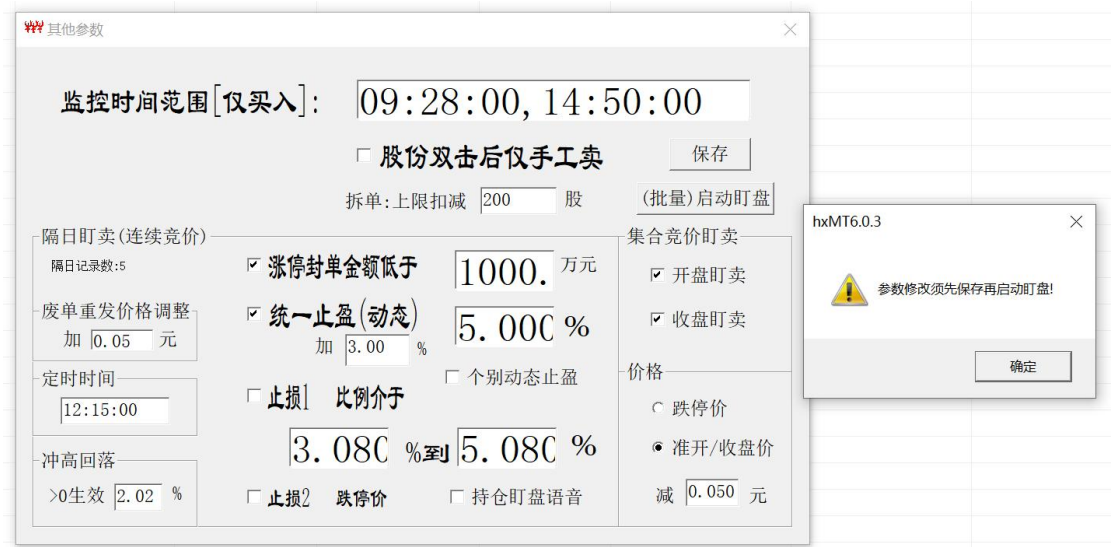 其他参数
监控时间范围[仅买入]: 09:28:00,14:50:00
股份双击后仅手工卖 保存
拆单:上限扣减 200 股 (批量)启动盯盘
隔日盯卖(连续竞价)
隔日记录数:5
涨停封单金额低于 1000. 万元
废单重发价格调整
加 0.05 元
统一止盈(动态) 5.000 %
加 3.00 %
个别动态止盈
定时时间
12:15:00
止损1 比例介于
3.080 %到 5.080 %
冲高回落
>0生效 2.02 %
止损2 跌停价 持仓盯盘语音
集合竞价盯卖
开盘盯卖
收盘盯卖
价格
跌停价
准开/收盘价
减 0.050 元
hxMT6.0.3
参数修改须先保存再启动盯盘!
确定